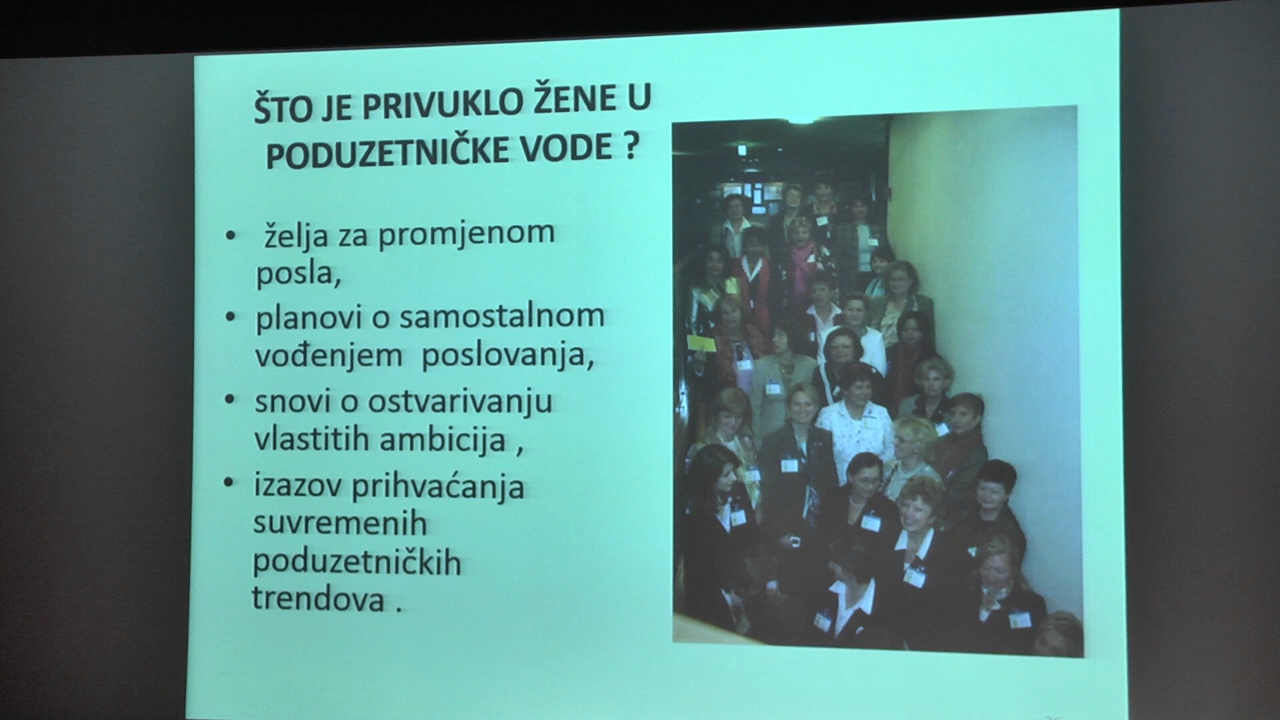 ŠTO JE PRIVUKLO ŽENE U
PODUZETNIČKE VODE ?
• želja za promjenom
posla,
• planovi o samostalnom
vođenjem poslovanja,
• snovi o ostvarivanju
vlastitih ambicija ,
• izazov prihvaćanja
suvremenih
poduzetničkih
trendova .